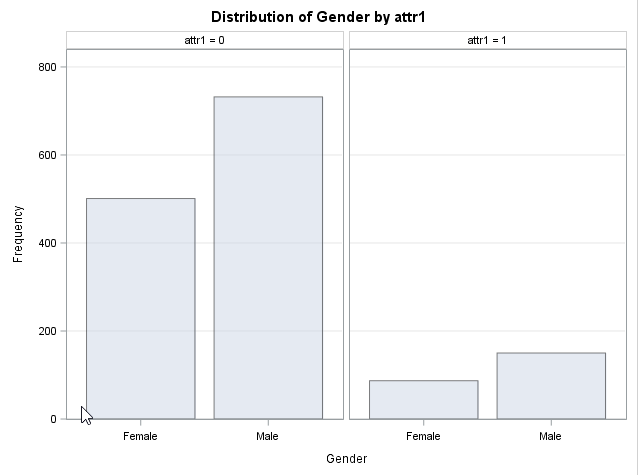 Distribution of Gender by attr1
attr1 = 0
attr1 = 1
Frequency
800
600
400
200
0
Female
Male
Female
Male
Gender